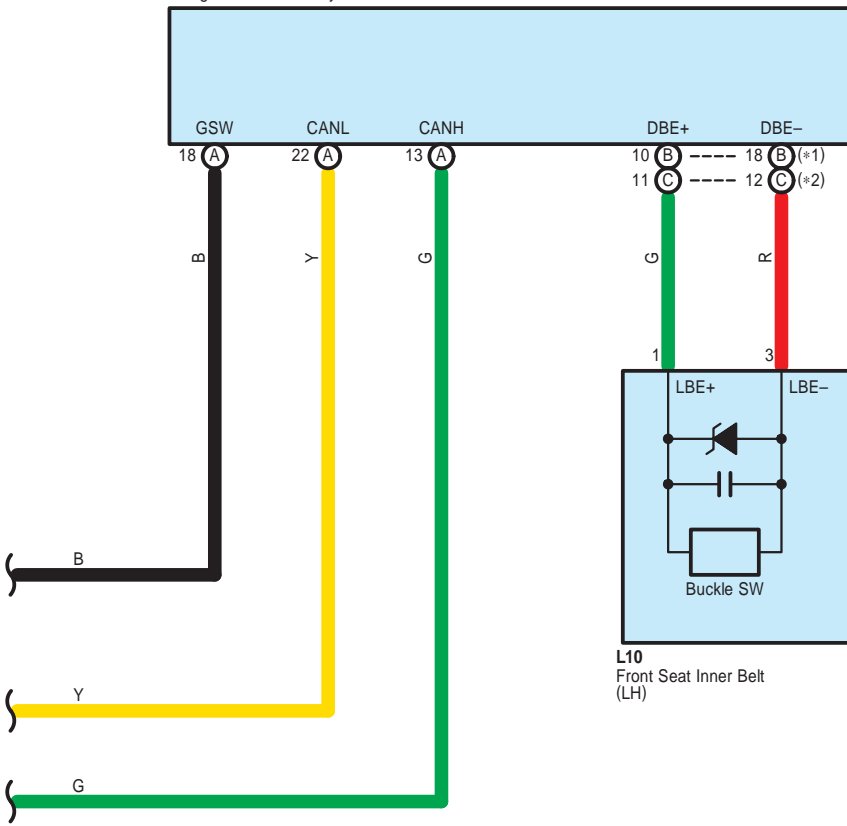 GSW CANL CANH DBE+ DBE–
18 A 22 A 13 A 10 B 18 B (*1)
11 C 12 C (*2)
B Y G G R
1 3
LBE+ LBE–
B
Buckle SW
L10
Front Seat Inner Belt
(LH)
Y
G